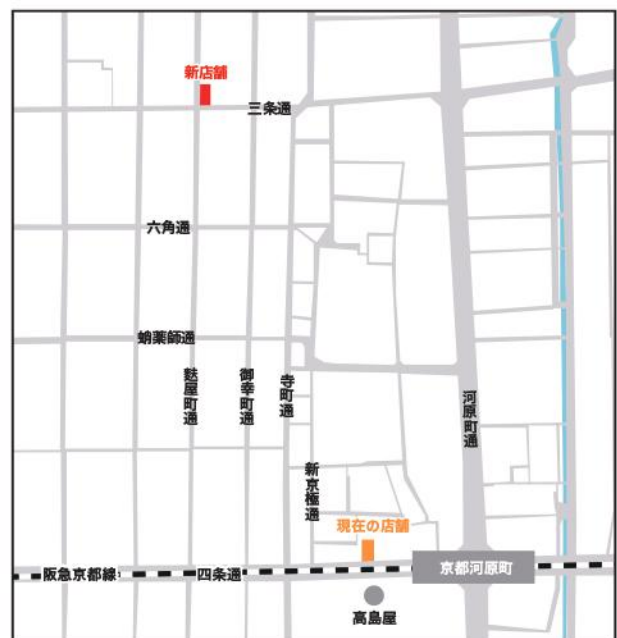 新店舗
三条通
六角通
蛸薬師通
麩屋町通
御幸町通
寺町通
河原町通
新京極通
現在の店舗
阪急京都線
四条通
京都河原町
高島屋